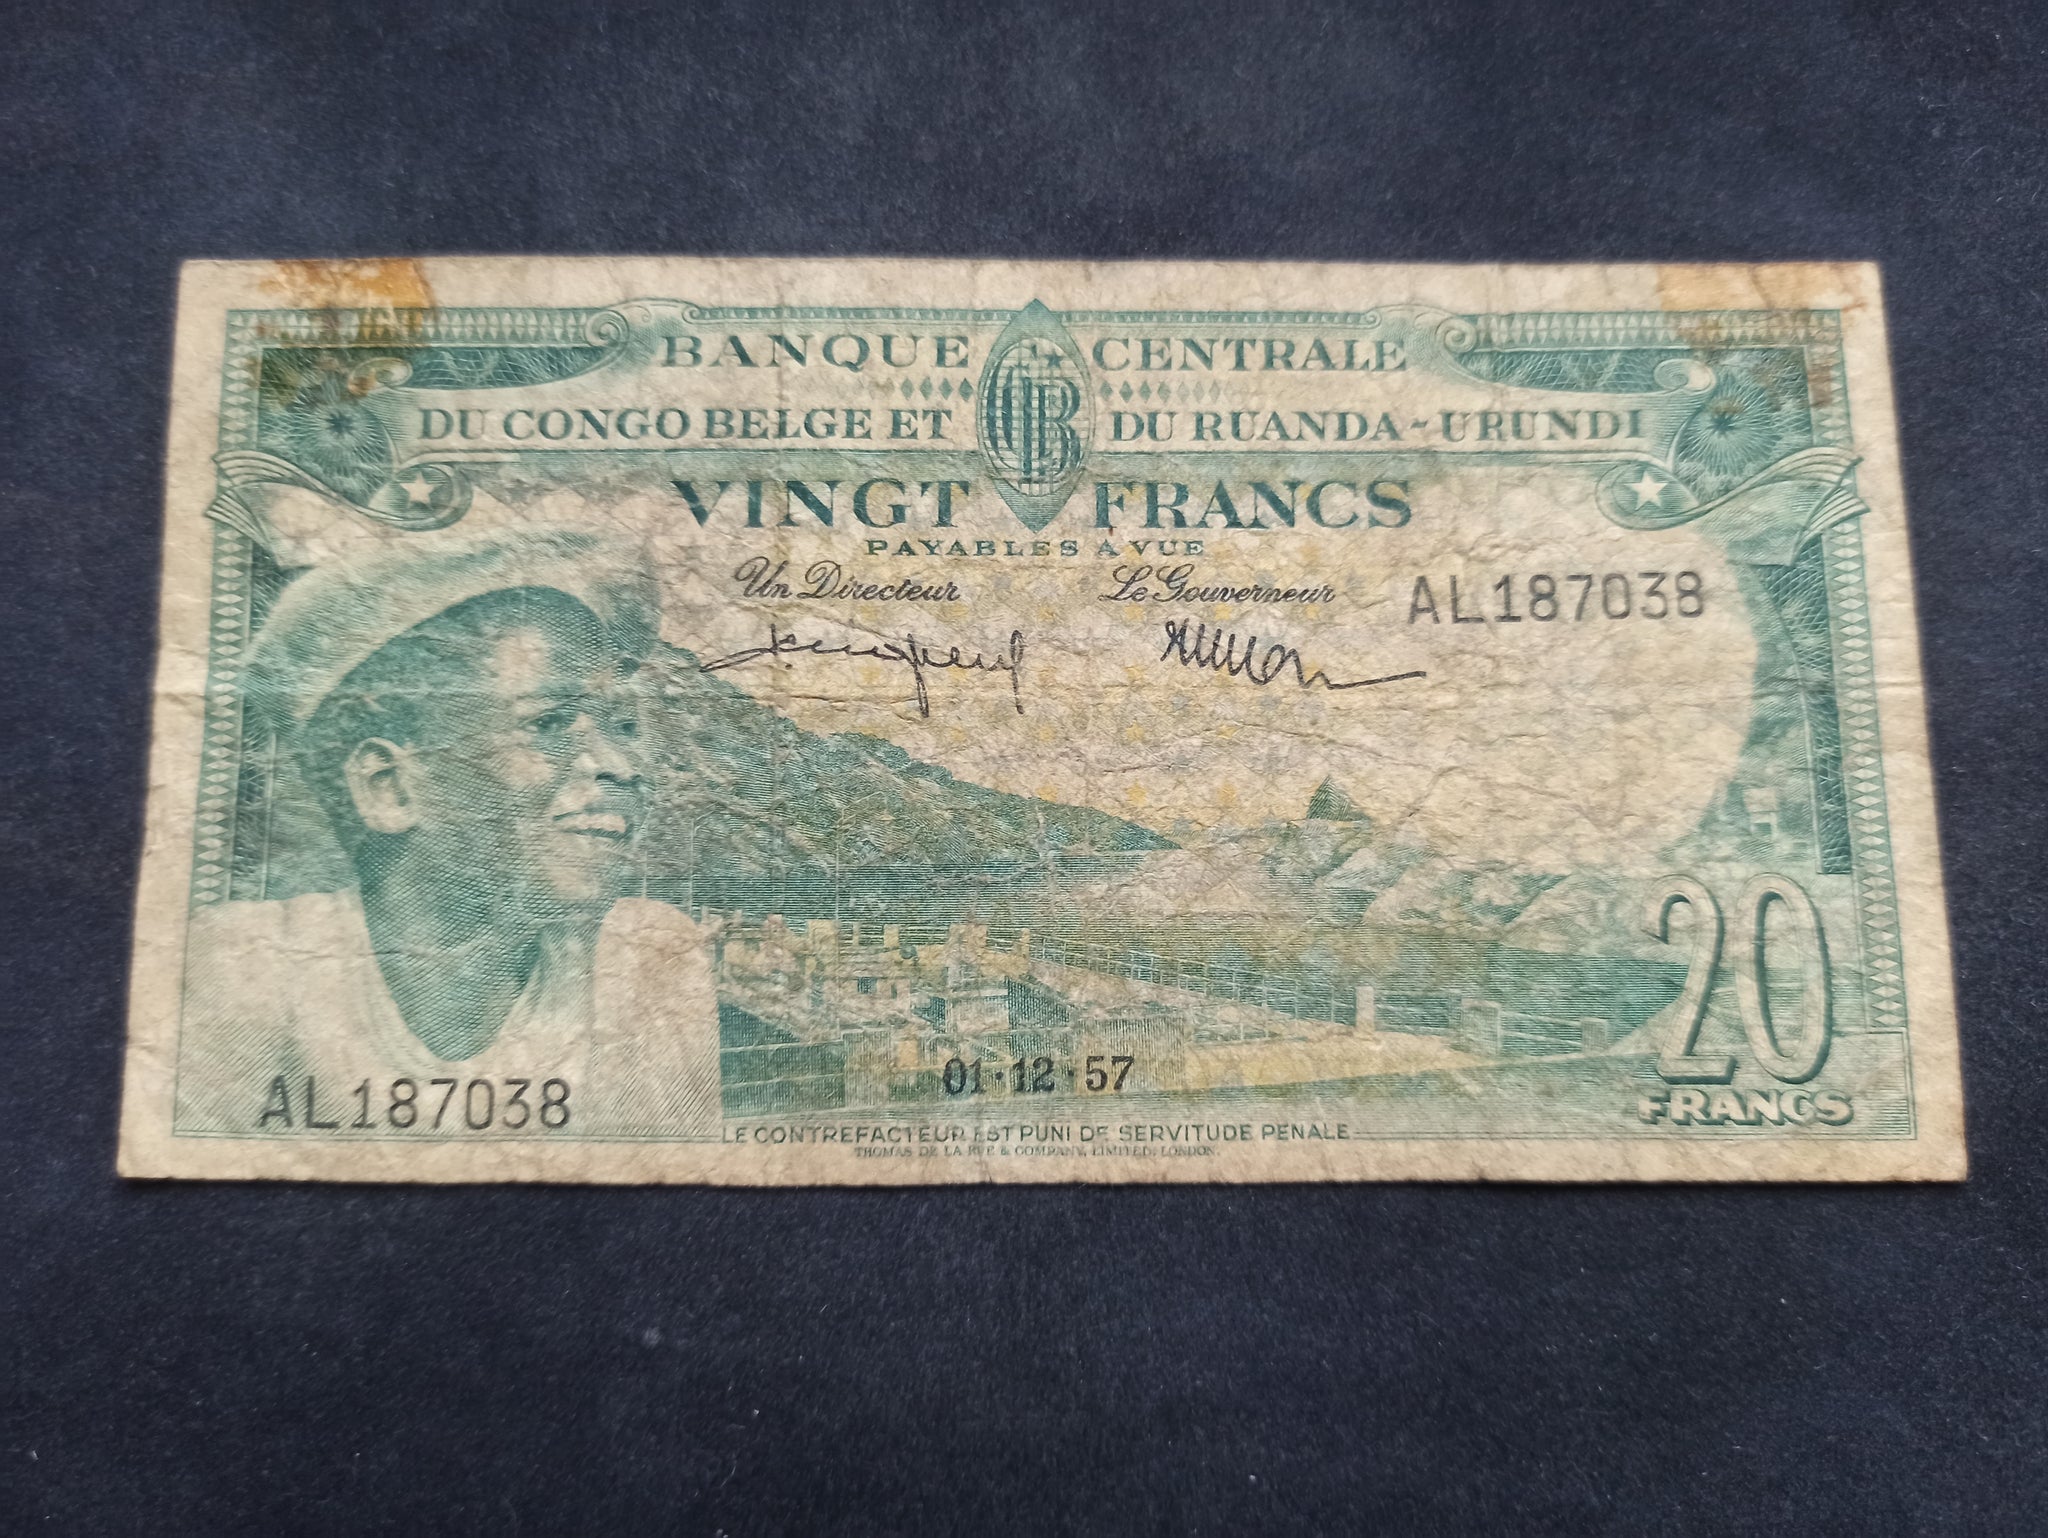 BANQUE CENTRALE
DU CONGO BELGE ET DU RUANDA-URUNDI
VINGT FRANCS
PAYABLES A VUE
Un Directeur Le Gouverneur
AL187038
20
FRANCS
01·12·57
AL187038
LE CONTREFACTEUR EST PUNI DE SERVITUDE PENALE
THOMAS DE LA RUE & COMPANY, LIMITED, LONDON.